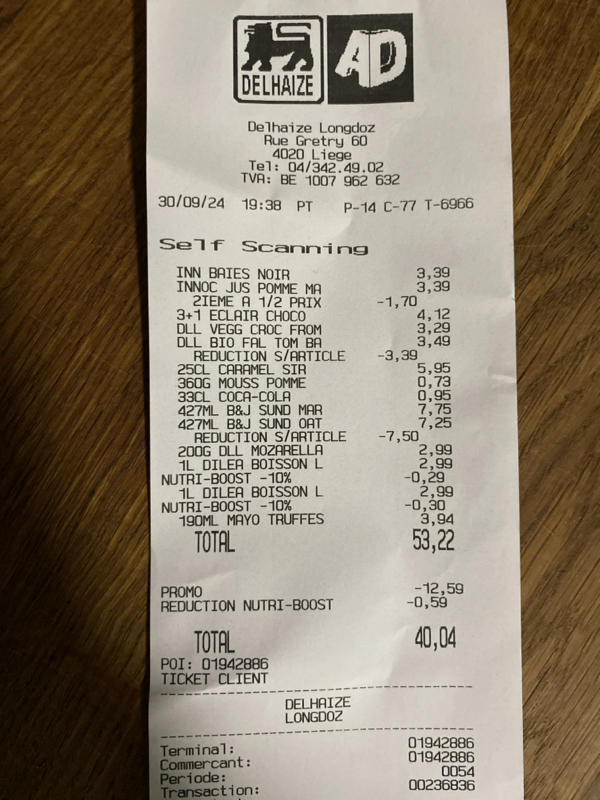 DELHAIZE
AD
Delhaize Longdoz
Rue Gretry 60
4020 Liege
Tel: 04/342.49.02
TVA: BE 1007 962 632
30/09/24 19:38 PT P-14 C-77 T-6966
Self Scanning
INN BAIES NOIR 3,39
INNOC JUS POMME MA 3,39
2IEME A 1/2 PRIX -1,70
3+1 ECLAIR CHOCO 4,12
DLL VEGG CROC FROM 3,29
DLL BIO FAL TOM BA 3,49
REDUCTION S/ARTICLE -3,39
25CL CARAMEL SIR 5,95
360G MOUSS POMME 0,73
33CL COCA-COLA 0,95
427ML B&J SUND MAR 7,75
427ML B&J SUND OAT 7,25
REDUCTION S/ARTICLE -7,50
200G DLL MOZARELLA 2,99
1L DILEA BOISSON L 2,99
NUTRI-BOOST -10% -0,29
1L DILEA BOISSON L 2,99
NUTRI-BOOST -10% -0,30
190ML MAYO TRUFFES 3,94
TOTAL 53,22
PROMO -12,59
REDUCTION NUTRI-BOOST -0,59
TOTAL 40,04
POI: 01942886
TICKET CLIENT
DELHAIZE
LONGDOZ
Terminal: 01942886
Commercant: 01942886
Periode: 0054
Transaction: 00236836